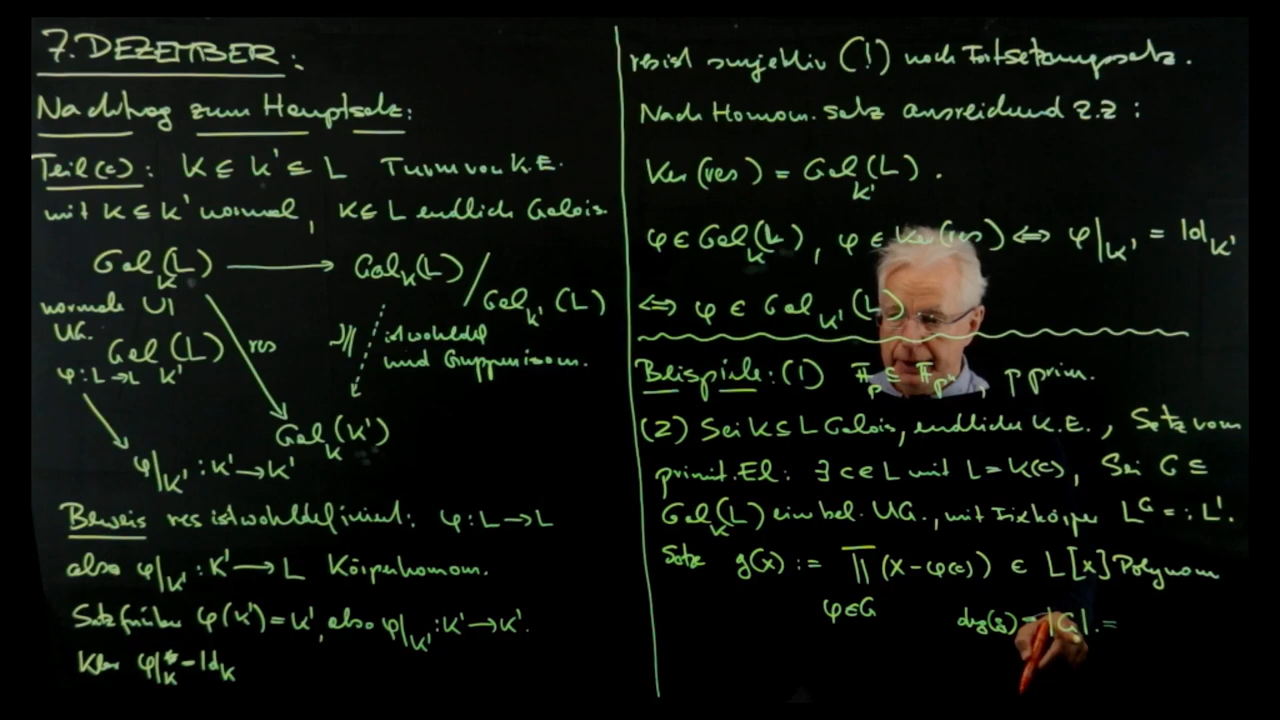 7. DEZEMBER:
Nachtrag zum Hauptsatz:
Teil (c): K ⊆ K' ⊆ L Turm von K.E.
mit K ⊆ K' normal, K ⊆ L endlich Galois.
Gal_K(L) → Gal_K(L) / Gal_K'(L)
normale UI
UG. Gal_K'(L) res ist wohldef
φ: L → L und Gruppenisom.
Gal_K(K')
φ|_K' : K' → K'
Beweis res ist wohldefiniert: φ: L → L
also φ|_K' : K' → L Körperhomom.
Satz früher φ(K') = K', also φ|_K' : K' → K'.
Klar φ|_K = Id_K
res ist surjektiv (!) nach Fortsetzungssatz.
Nach Homom. satz ausreichend z.z:
Ker (res) = Gal_K'(L).
φ ∈ Gal_K(L), φ ∈ Ker(res) ⟺ φ|_K' = Id_K'
⟺ φ ∈ Gal_K'(L)
Beispiele: (1) 𝔽_p ⊆ 𝔽_pⁿ, p prim.
(2) Sei K ⊆ L Galois, endliche K.E., Satz vom
primit. El: ∃ c ∈ L mit L = K(c), Sei G ⊆
Gal_K(L) ein bel. UG., mit Fixkörper L^G =: L'.
Setze g(x) := ∏ (x - φ(c)) ∈ L[x] Polynom
φ∈G deg(g) = |G|. =